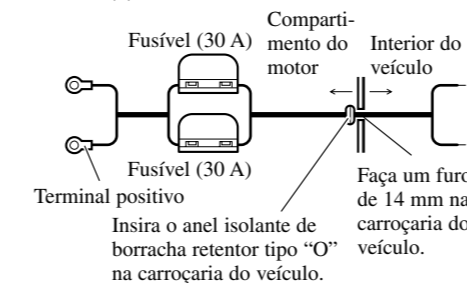 Comparti-
mento do
motor
Fusível (30 A)
Interior do
veículo
Fusível (30 A)
Terminal positivo
Faça um furo
de 14 mm na
carroçaria do
veículo.
Insira o anel isolante de
borracha retentor tipo “O”
na carroçaria do veículo.